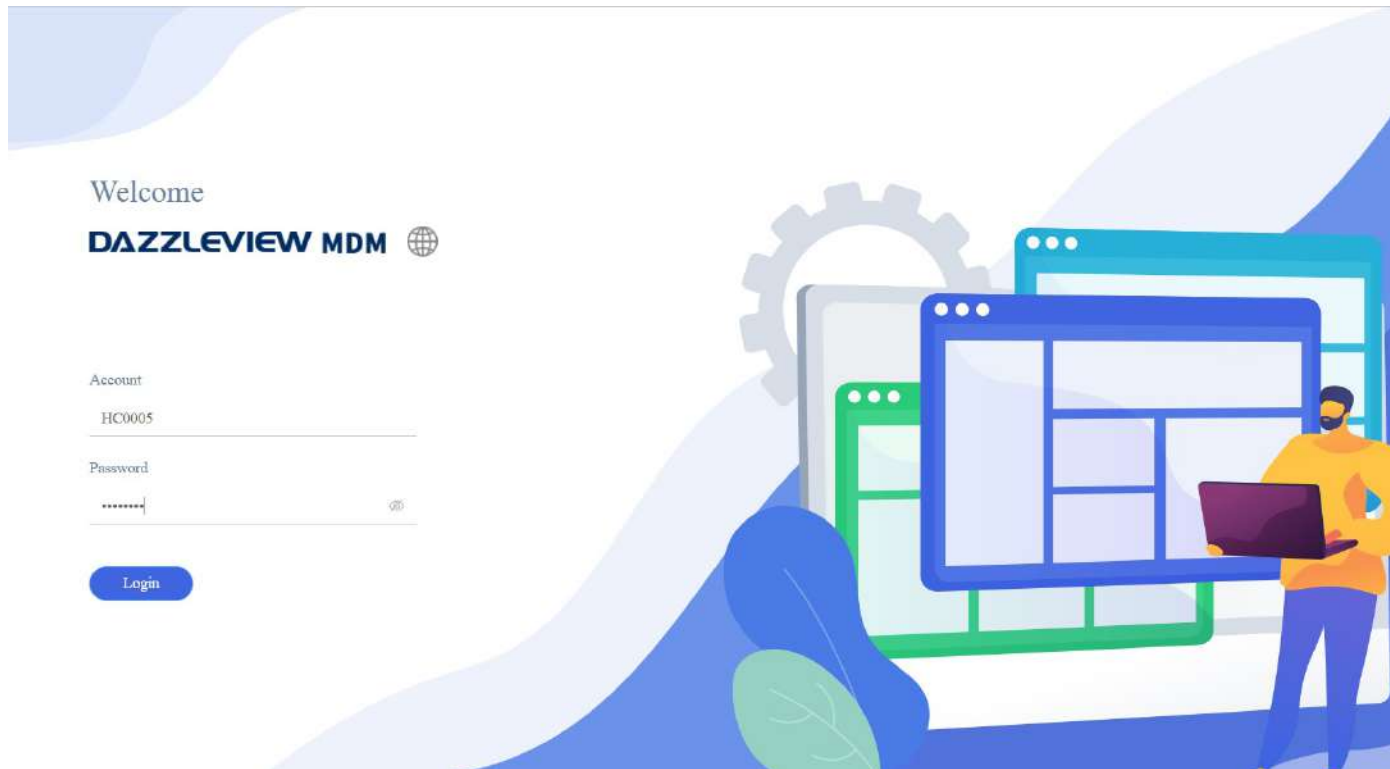 Welcome
DAZZLEVIEW MDM
Account
HC0005
Password
••••••••
Login